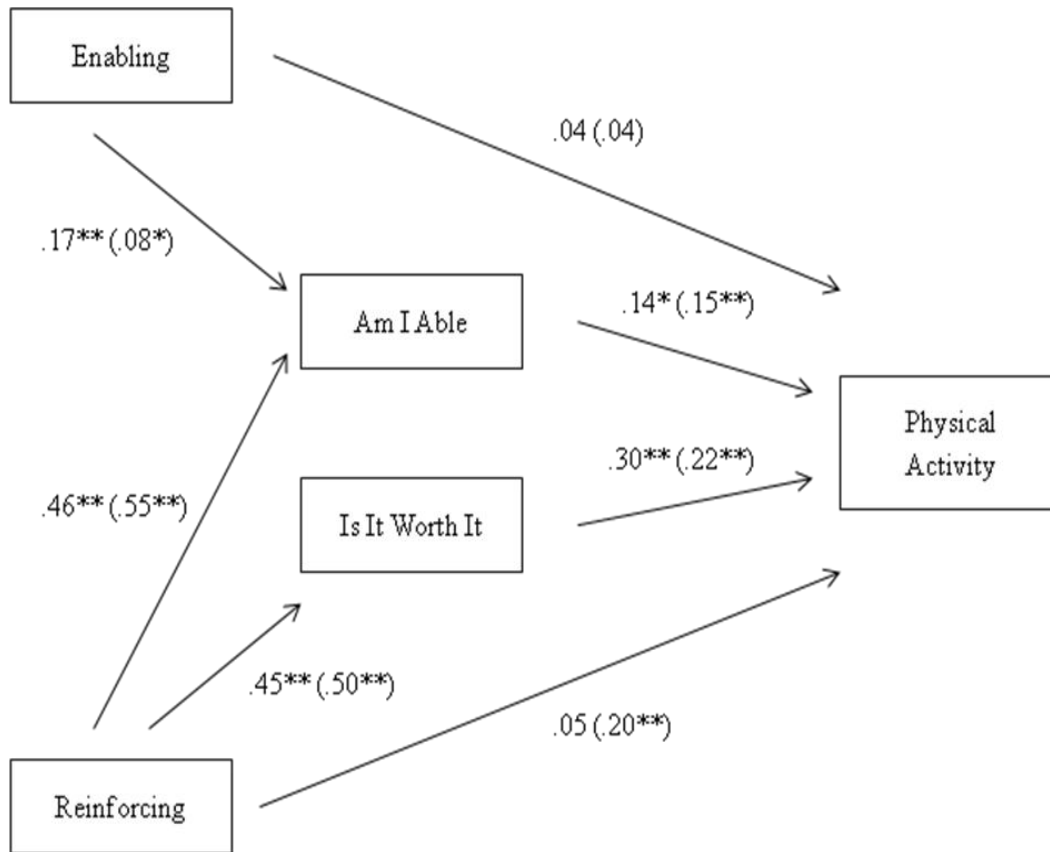 Enabling
.04 (.04)
.17** (.08*)
Am I Able
.14* (.15**)
Physical
Activity
.30** (.22**)
.46** (.55**)
Is It Worth It
.45** (.50**)
.05 (.20**)
Reinforcing